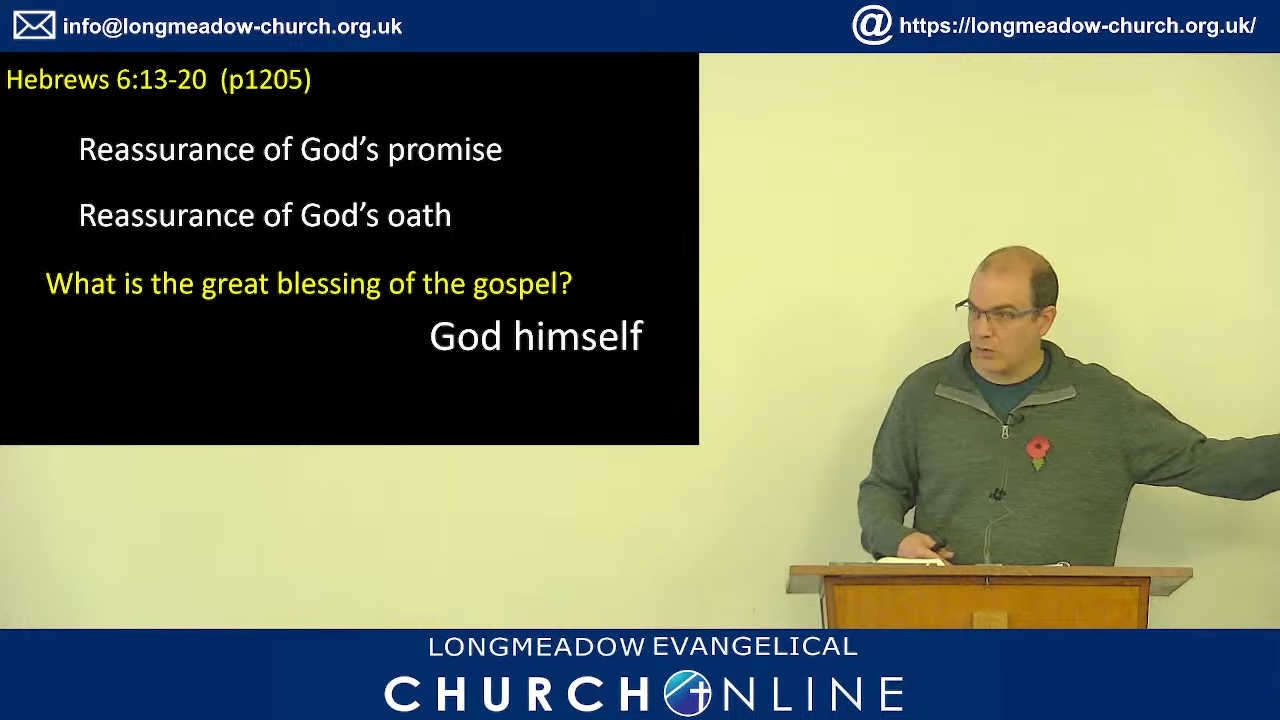 info@longmeadow-church.org.uk
https://longmeadow-church.org.uk/
Hebrews 6:13-20 (p1205)
Reassurance of God's promise
Reassurance of God's oath
What is the great blessing of the gospel?
God himself
LONGMEADOW EVANGELICAL
CHURCH ONLINE